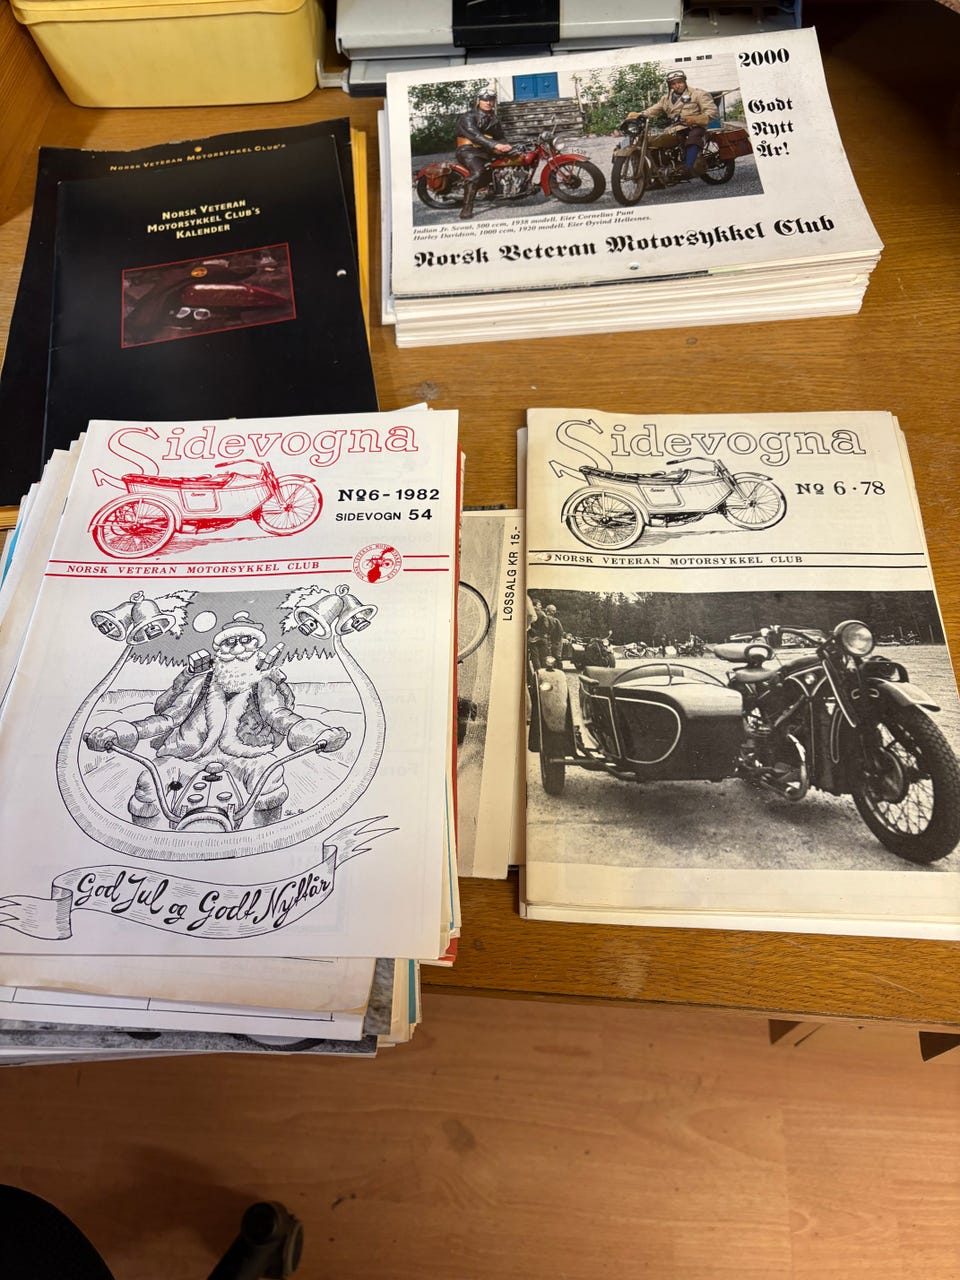 2000
Godt
Nytt
År!
Indian Jr. Scout, 500 ccm, 1938 modell. Eier Cornelius Punt
Harley Davidson, 1000 ccm, 1920 modell. Eier Øyvind Hellesnes.
Norsk Veteran Motorsykkel Club
NORSK VETERAN MOTORSYKKEL CLUB'S
NORSK VETERAN
MOTORSYKKEL CLUB'S
KALENDER
Sidevogna
Nº6-1982
SIDEVOGN 54
NORSK VETERAN MOTORSYKKEL CLUB
God Jul og Godt Nyttår
LØSSALG KR 15,-
Sidevogna
Nº 6·78
NORSK VETERAN MOTORSYKKEL CLUB